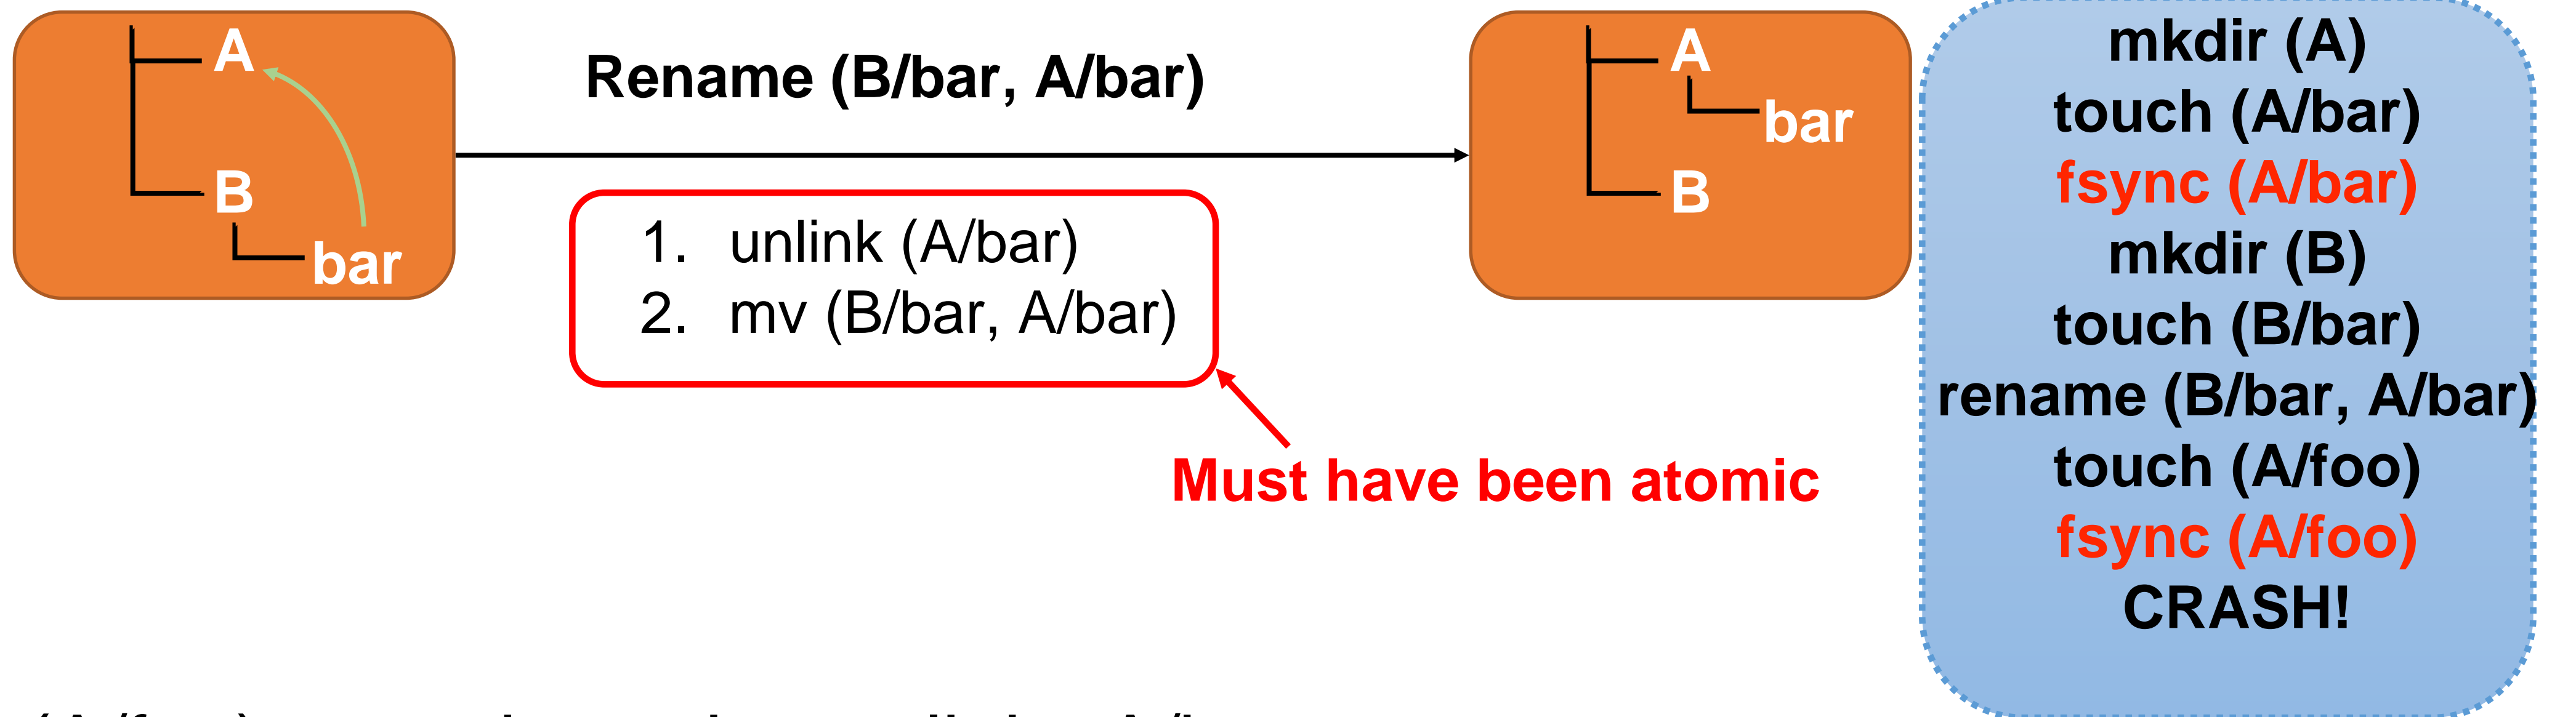 A
B
bar
Rename (B/bar, A/bar)
1. unlink (A/bar)
2. mv (B/bar, A/bar)
Must have been atomic
A
bar
B
mkdir (A)
touch (A/bar)
fsync (A/bar)
mkdir (B)
touch (B/bar)
rename (B/bar, A/bar)
touch (A/foo)
fsync (A/foo)
CRASH!